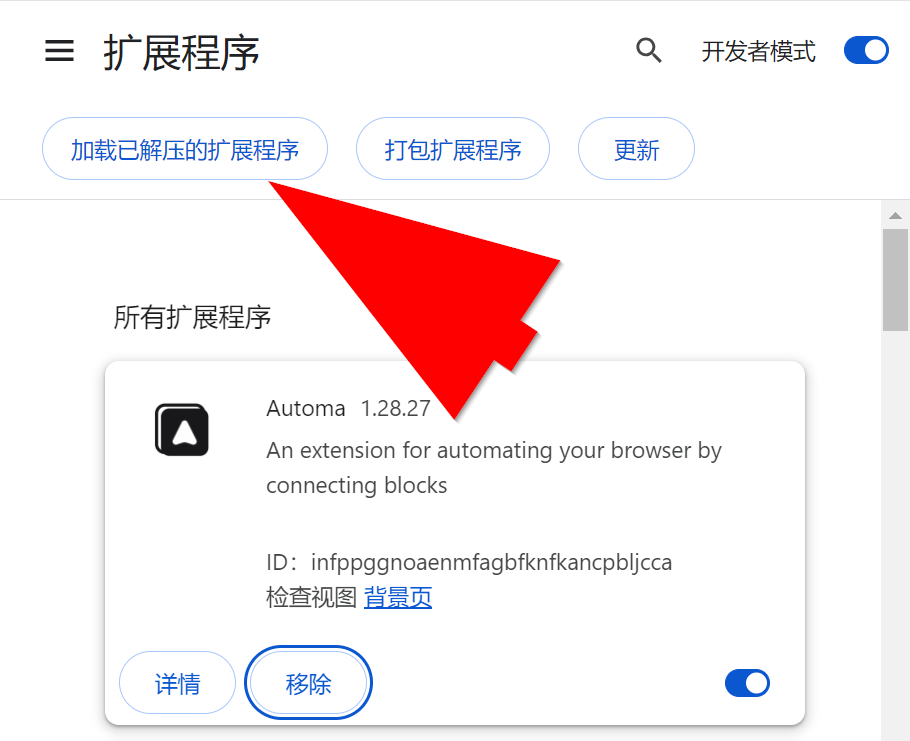 扩展程序
开发者模式
加载已解压的扩展程序
打包扩展程序
更新
所有扩展程序
Automa 1.28.27
An extension for automating your browser by
connecting blocks
ID：infppggnoaenmfagbfknfkancpbljcca
检查视图 背景页
详情
移除